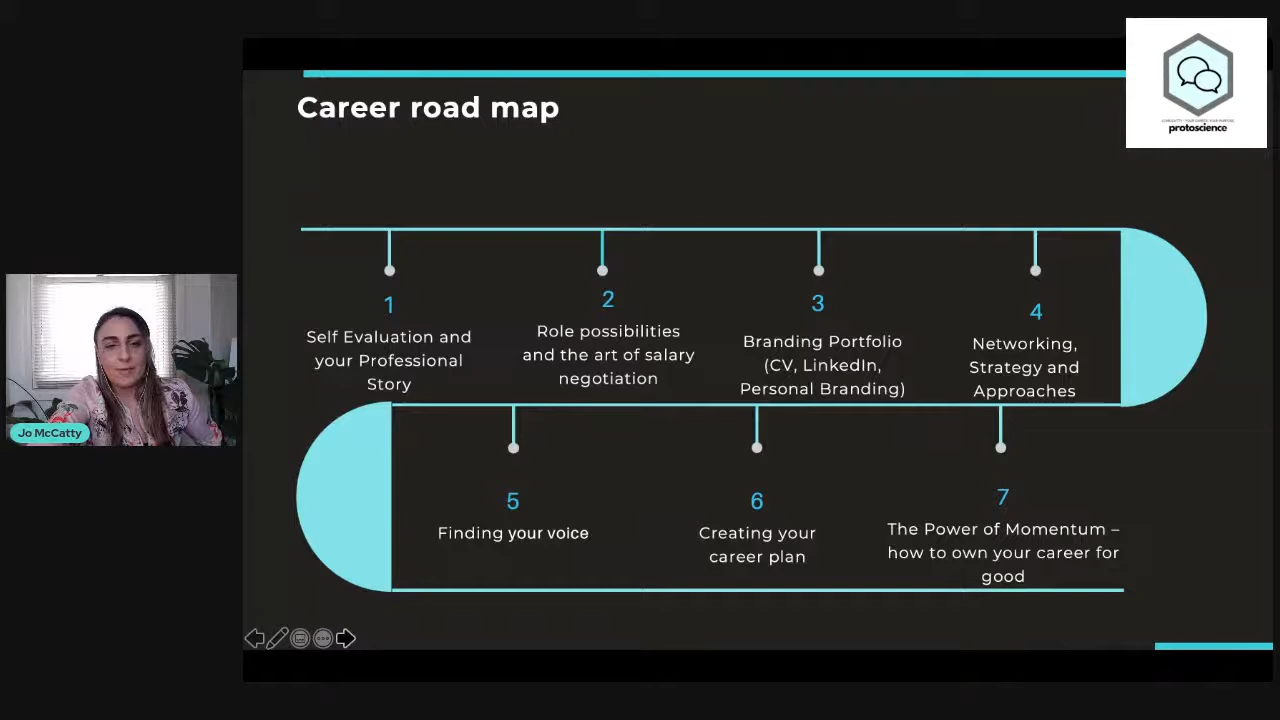 Career road map
protoscience
1
Self Evaluation and
your Professional
Story
2
Role possibilities
and the art of salary
negotiation
3
Branding Portfolio
(CV, LinkedIn,
Personal Branding)
4
Networking,
Strategy and
Approaches
5
Finding your voice
6
Creating your
career plan
7
The Power of Momentum –
how to own your career for
good
Jo McCatty